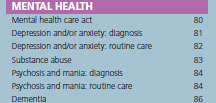 MENTAL HEALTH
Mental health care act 80
Depression and/or anxiety: diagnosis 81
Depression and/or anxiety: routine care 82
Substance abuse 83
Psychosis and mania: diagnosis 84
Psychosis and mania: routine care 84
Dementia 86